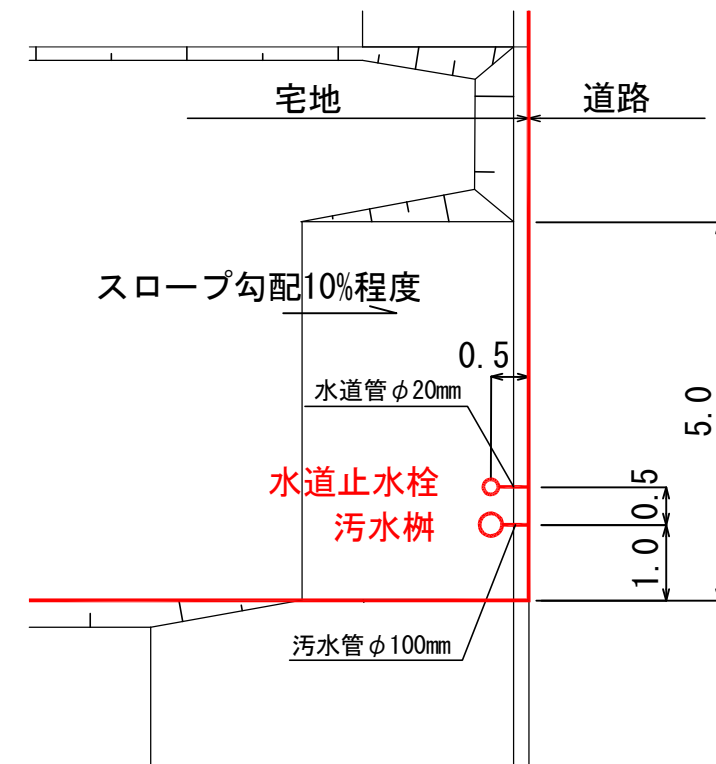 宅地
道路
スロープ勾配10%程度
0.5
水道管φ20mm
5.0
水道止水栓
0.5
汚水桝
1.0
汚水管φ100mm